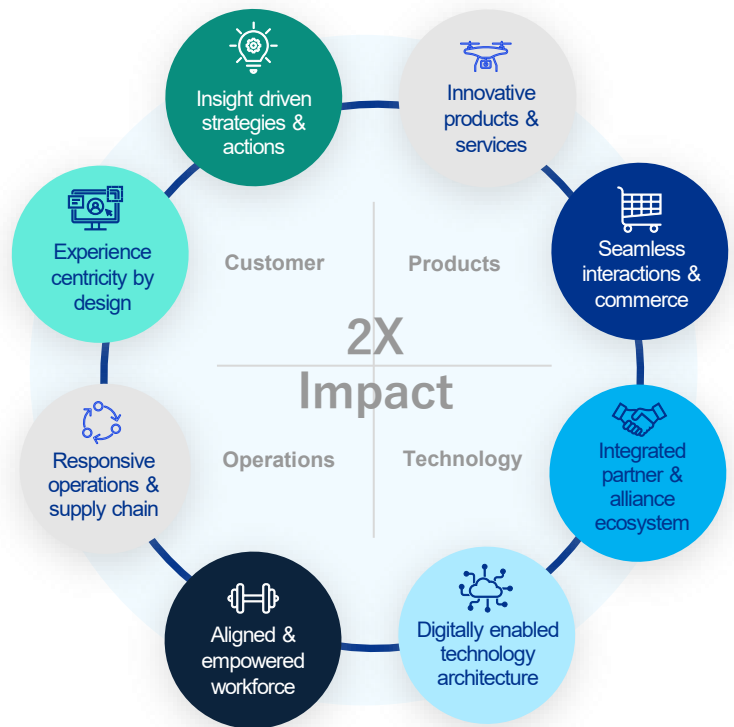 Insight driven
strategies &
actions
Innovative
products &
services
Experience
centricity by
design
Seamless
interactions &
commerce
Customer
Products
2X
Impact
Operations
Technology
Responsive
operations &
supply chain
Integrated
partner &
alliance
ecosystem
Aligned &
empowered
workforce
Digitally enabled
technology
architecture